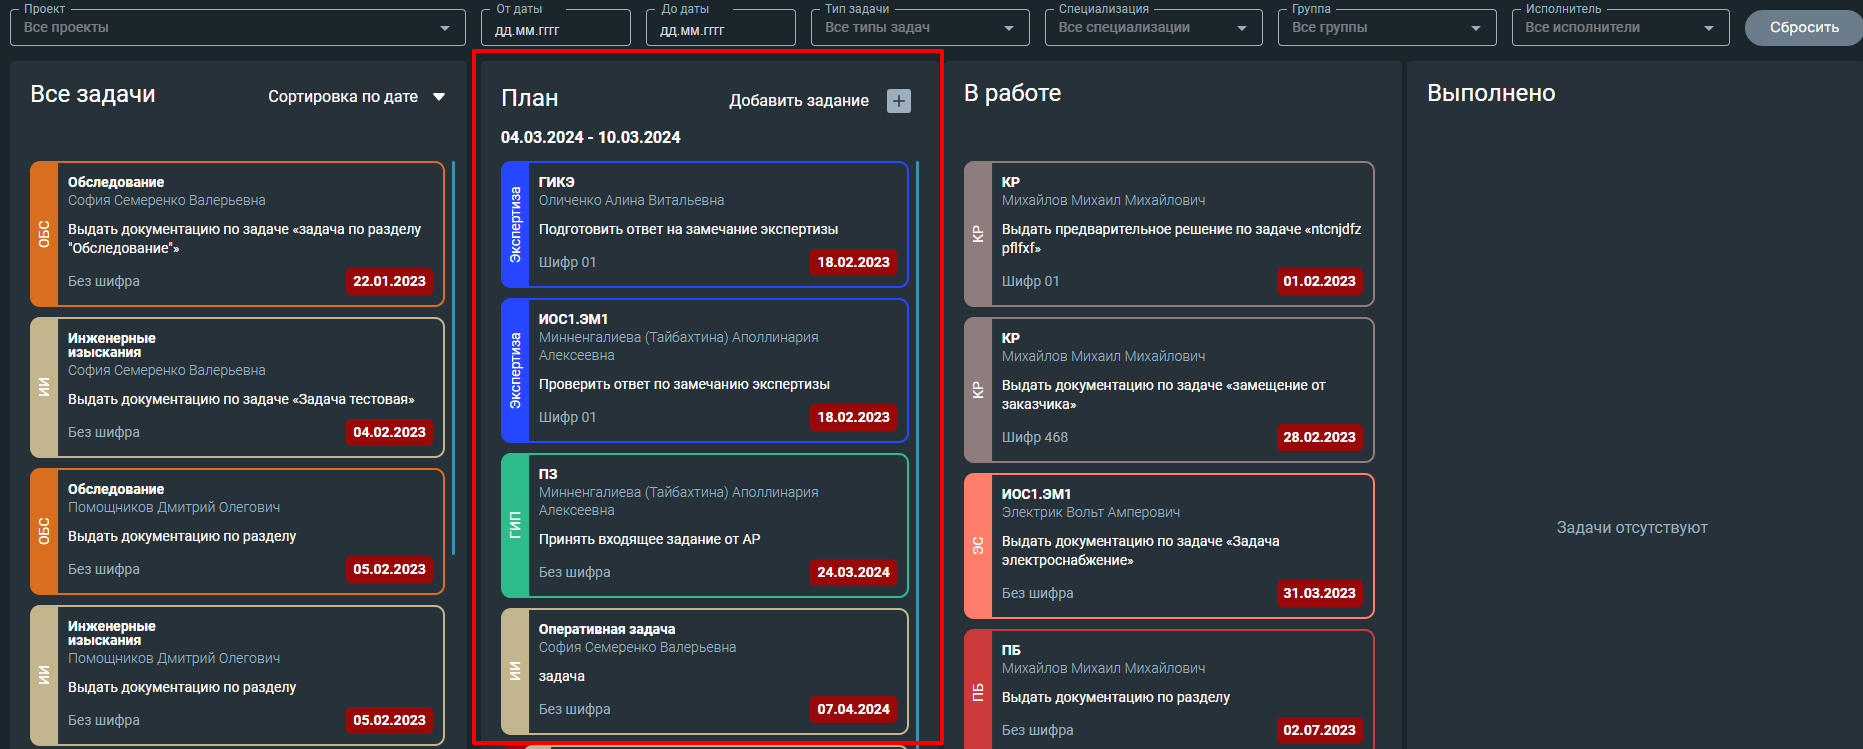 Проект
Все проекты
От даты
дд.мм.гггг
До даты
дд.мм.гггг
Тип задачи
Все типы задач
Специализация
Все специализации
Группа
Все группы
Исполнитель
Все исполнители
Сбросить
Все задачи
Сортировка по дате
ОБС
Обследование
София Семеренко Валерьевна
Выдать документацию по задаче «задача по разделу
"Обследование"»
Без шифра
22.01.2023
ИИ
Инженерные
изыскания
София Семеренко Валерьевна
Выдать документацию по задаче «Задача тестовая»
Без шифра
04.02.2023
ОБС
Обследование
Помощников Дмитрий Олегович
Выдать документацию по разделу
Без шифра
05.02.2023
ИИ
Инженерные
изыскания
Помощников Дмитрий Олегович
Выдать документацию по разделу
Без шифра
05.02.2023
План
Добавить задание
04.03.2024 - 10.03.2024
Экспертиза
ГИКЭ
Оличенко Алина Витальевна
Подготовить ответ на замечание экспертизы
Шифр 01
18.02.2023
Экспертиза
ИОС1.ЭМ1
Минненгалиева (Тайбахтина) Аполлинария
Алексеевна
Проверить ответ по замечанию экспертизы
Шифр 01
18.02.2023
ГИП
ПЗ
Минненгалиева (Тайбахтина) Аполлинария
Алексеевна
Принять входящее задание от АР
Без шифра
24.03.2024
ИИ
Оперативная задача
София Семеренко Валерьевна
задача
Без шифра
07.04.2024
В работе
КР
КР
Михайлов Михаил Михайлович
Выдать предварительное решение по задаче «ntcnjdfz
pflfxf»
Шифр 01
01.02.2023
КР
КР
Михайлов Михаил Михайлович
Выдать документацию по задаче «замещение от
заказчика»
Шифр 468
28.02.2023
ЭС
ИОС1.ЭМ1
Электрик Вольт Амперович
Выдать документацию по задаче «Задача
электроснабжение»
Без шифра
31.03.2023
ПБ
ПБ
Михайлов Михаил Михайлович
Выдать документацию по разделу
Без шифра
02.07.2023
Выполнено
Задачи отсутствуют